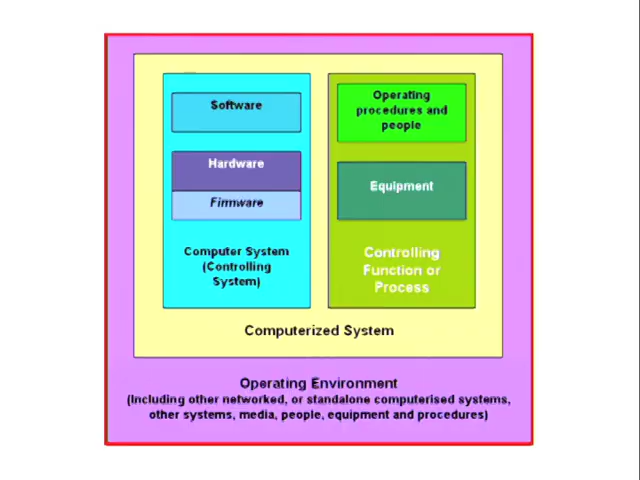 Software
Hardware
Firmware
Computer System
(Controlling
System)
Operating
procedures and
people
Equipment
Controlling
Function or
Process
Computerized System
Operating Environment
(Including other networked, or standalone computerised systems,
other systems, media, people, equipment and procedures)